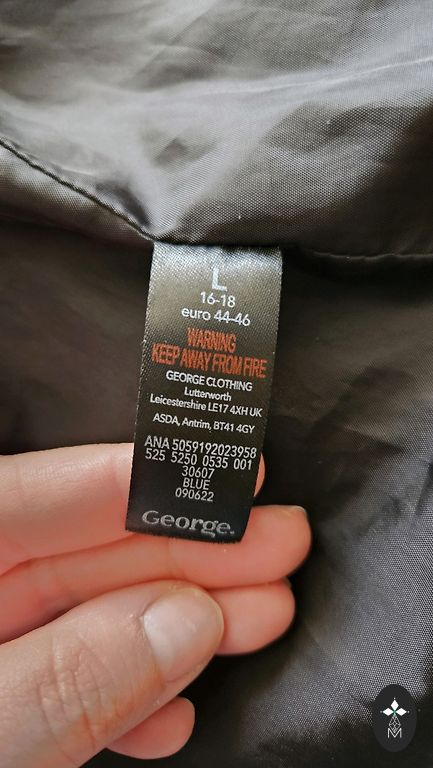 L
16-18
euro 44-46
WARNING
KEEP AWAY FROM FIRE
GEORGE CLOTHING
Lutterworth
Leicestershire LE17 4XH UK
ASDA, Antrim, BT41 4GY
ANA 5059192023958
525 5250 0535 001
30607
BLUE
090622
George.
M